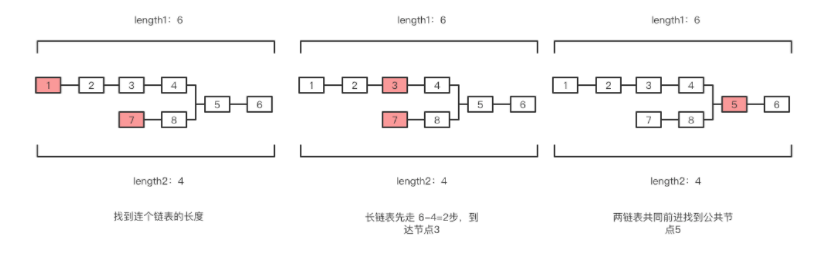 length1：6
length1：6
length1：6
1 2 3 4
5 6
7 8
1 2 3 4
5 6
7 8
1 2 3 4
5 6
7 8
length2：4
length2：4
length2：4
找到连个链表的长度
长链表先走 6-4=2步，到
达节点3
两链表共同前进找到公共节
点5